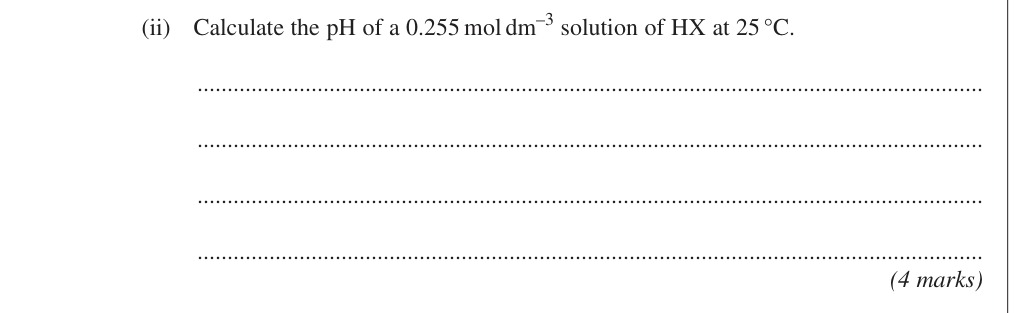 (ii) Calculate the pH of a 0.255 mol dm⁻³ solution of HX at 25 °C.
(4 marks)